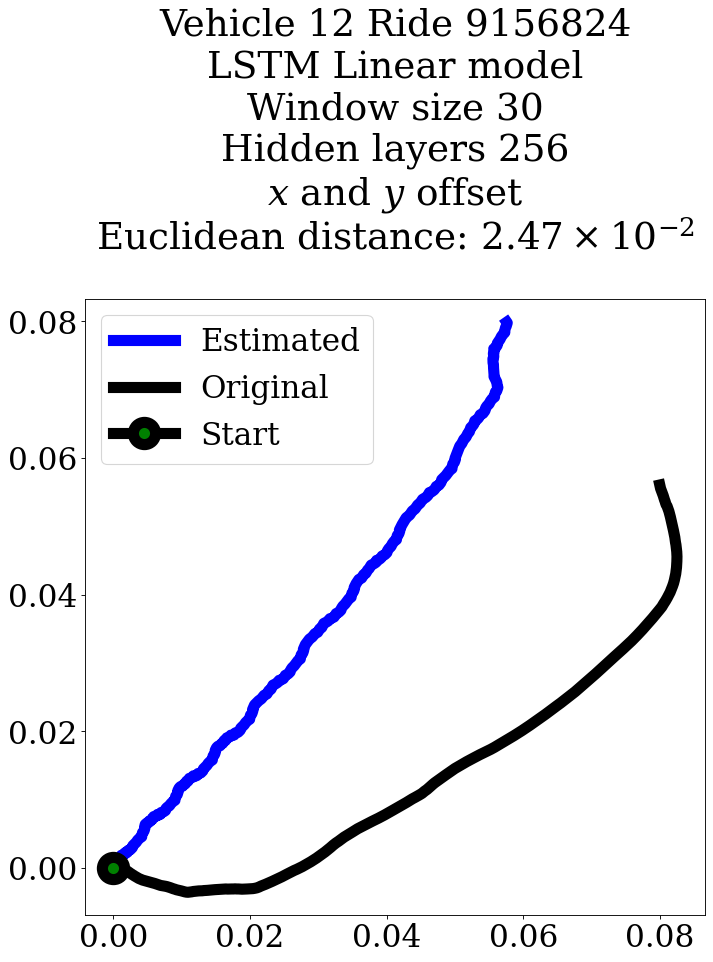 Vehicle 12 Ride 9156824
LSTM Linear model
Window size 30
Hidden layers 256
x and y offset
Euclidean distance: 2.47 × 10⁻²
Estimated
Original
Start
0.08
0.06
0.04
0.02
0.00
0.00 0.02 0.04 0.06 0.08